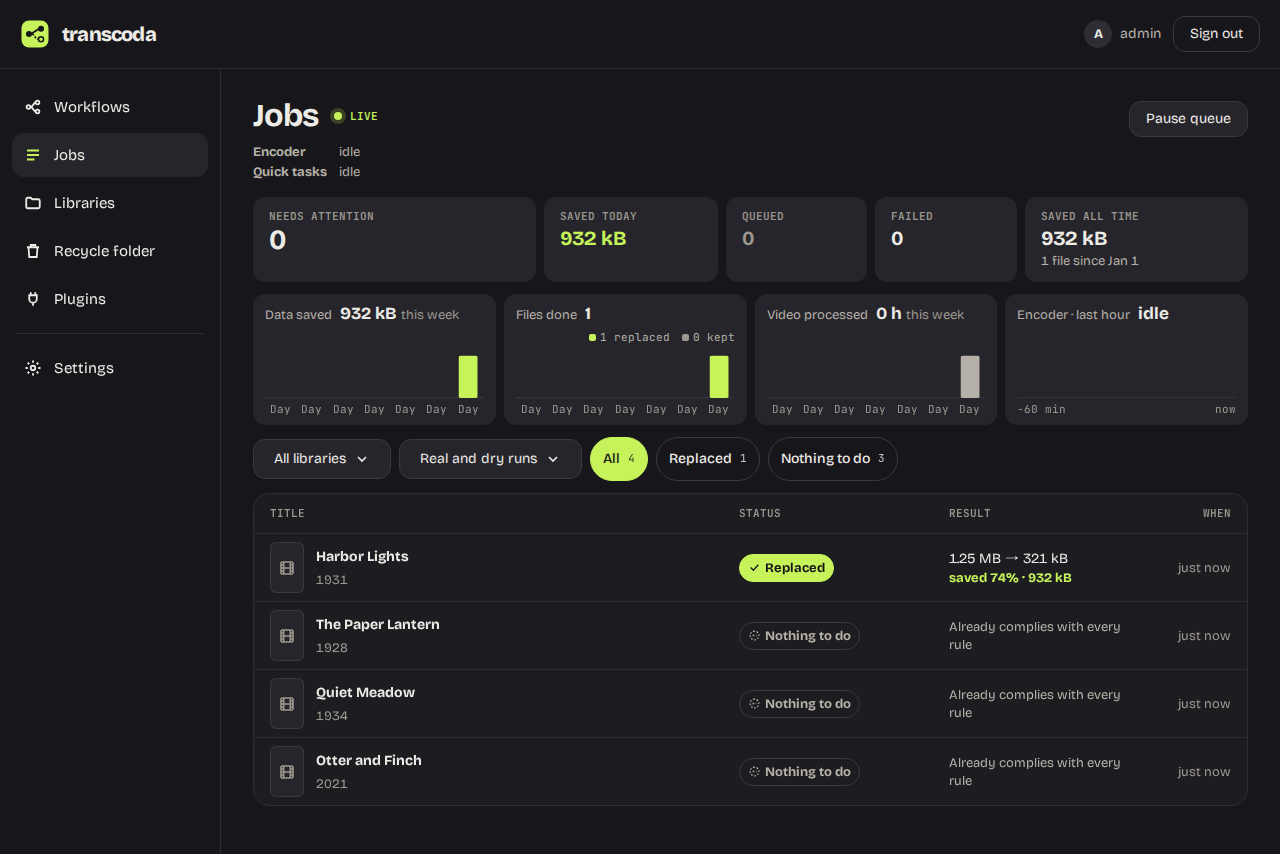 transcoda
A admin Sign out
Workflows
Jobs
Libraries
Recycle folder
Plugins
Settings
Jobs LIVE
Pause queue
Encoder idle
Quick tasks idle
NEEDS ATTENTION
0
SAVED TODAY
932 kB
QUEUED
0
FAILED
0
SAVED ALL TIME
932 kB
1 file since Jan 1
Data saved 932 kB this week
Day Day Day Day Day Day Day
Files done 1
1 replaced 0 kept
Day Day Day Day Day Day Day
Video processed 0 h this week
Day Day Day Day Day Day Day
Encoder · last hour idle
-60 min now
All libraries Real and dry runs All 4 Replaced 1 Nothing to do 3
TITLE STATUS RESULT WHEN
Harbor Lights
1931
Replaced
1.25 MB → 321 kB
saved 74% · 932 kB
just now
The Paper Lantern
1928
Nothing to do
Already complies with every
rule
just now
Quiet Meadow
1934
Nothing to do
Already complies with every
rule
just now
Otter and Finch
2021
Nothing to do
Already complies with every
rule
just now